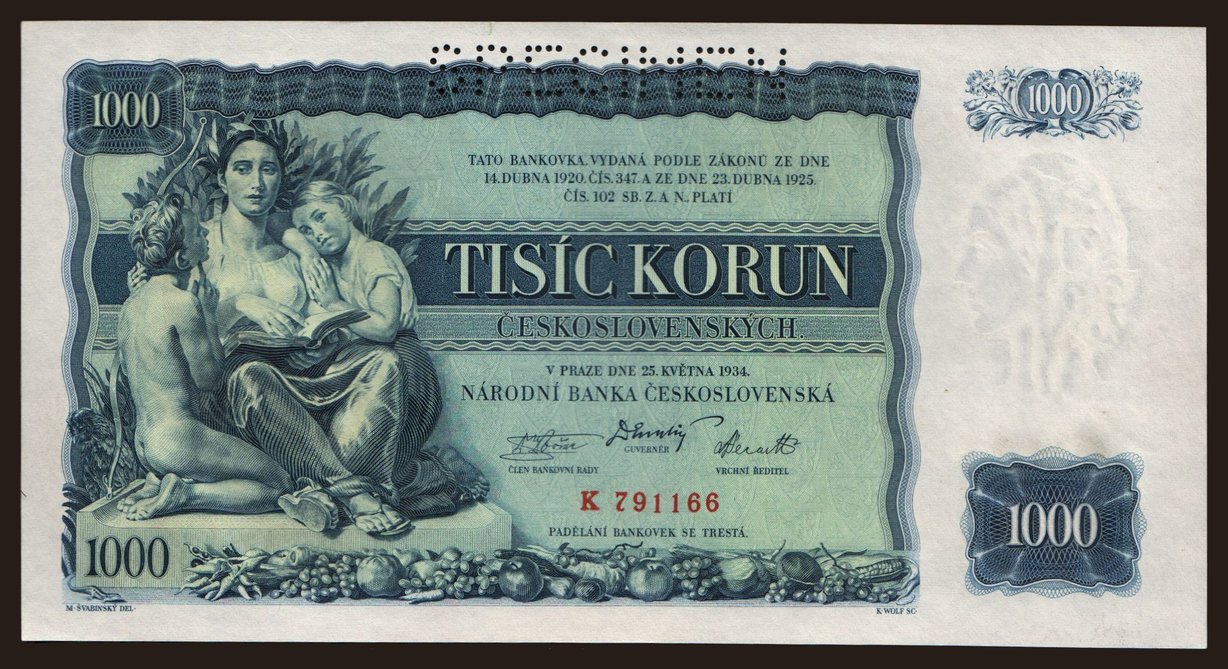 SPECIMEN
1000
1000
TATO BANKOVKA, VYDANÁ PODLE ZÁKONŮ ZE DNE
14. DUBNA 1920. ČÍS. 347. A ZE DNE 23. DUBNA 1925.
ČÍS. 102 SB. Z. A N., PLATÍ
TISÍC KORUN
ČESKOSLOVENSKÝCH.
V PRAZE DNE 25. KVĚTNA 1934.
NÁRODNÍ BANKA ČESKOSLOVENSKÁ
ČLEN BANKOVNÍ RADY
GUVERNÉR
VRCHNÍ ŘEDITEL
K 791166
PADĚLÁNÍ BANKOVEK SE TRESTÁ.
1000
1000
M. ŠVABINSKÝ DEL.
K. WOLF SC.